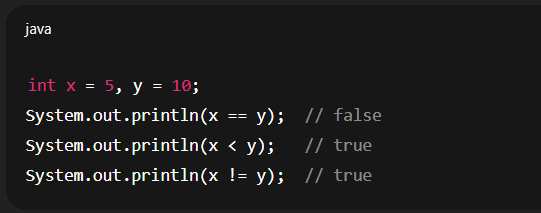 java
int x = 5, y = 10;
System.out.println(x == y);  // false
System.out.println(x < y);   // true
System.out.println(x != y);  // true